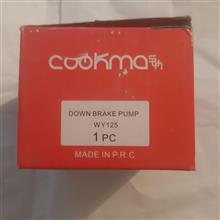 cookma
DOWN BRAKE PUMP
WY125
1 PC
MADE IN P.R.C